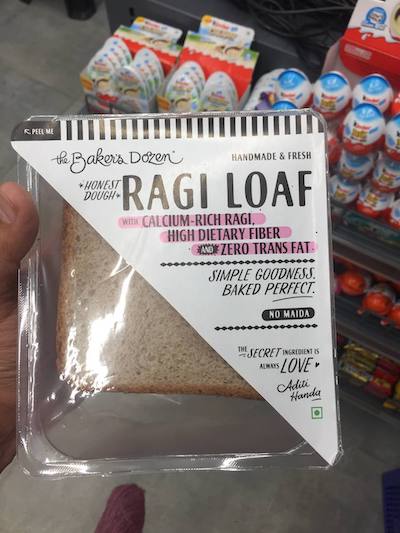 PEEL ME
the Baker's Dozen
HANDMADE & FRESH
*HONEST DOUGH* RAGI LOAF
WITH CALCIUM-RICH RAGI,
HIGH DIETARY FIBER
AND ZERO TRANS FAT
SIMPLE GOODNESS,
BAKED PERFECT.
NO MAIDA
THE SECRET INGREDIENT IS
ALWAYS LOVE
Aditi
Handa